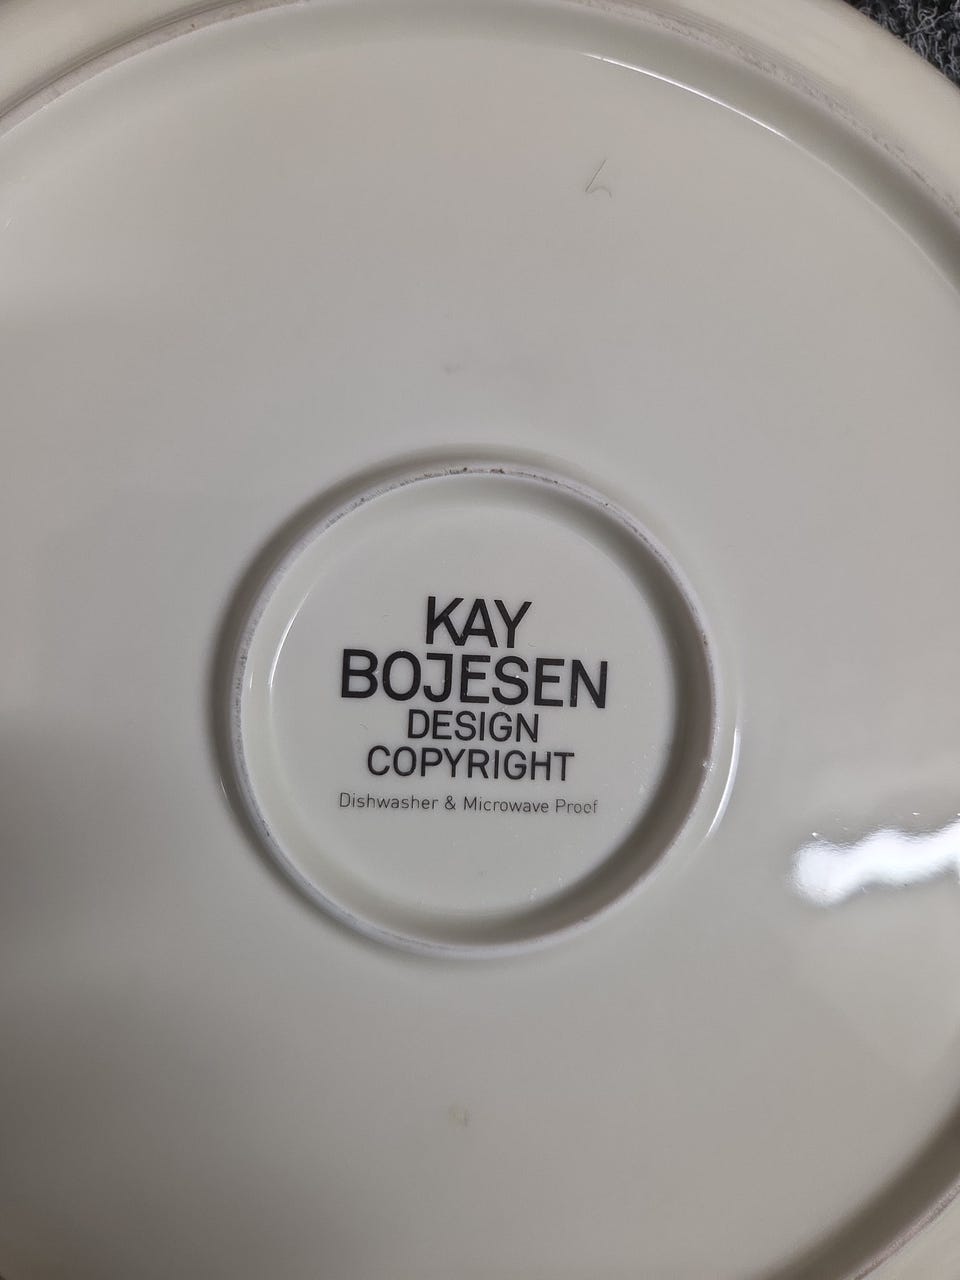 KAY
BOJESEN
DESIGN
COPYRIGHT
Dishwasher & Microwave Proof